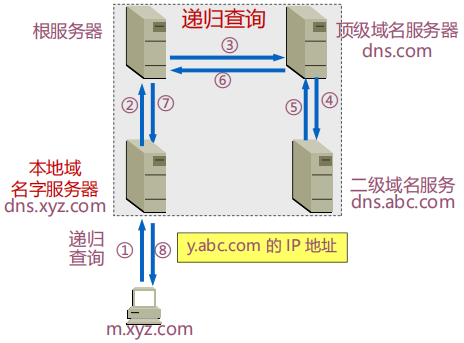 递归查询
根服务器
顶级域名服务器
dns.com
③
⑥
②
⑦
⑤
④
本地域
名字服务器
dns.xyz.com
二级域名服务
dns.abc.com
递归
查询
①
⑧
y.abc.com 的 IP 地址
m.xyz.com